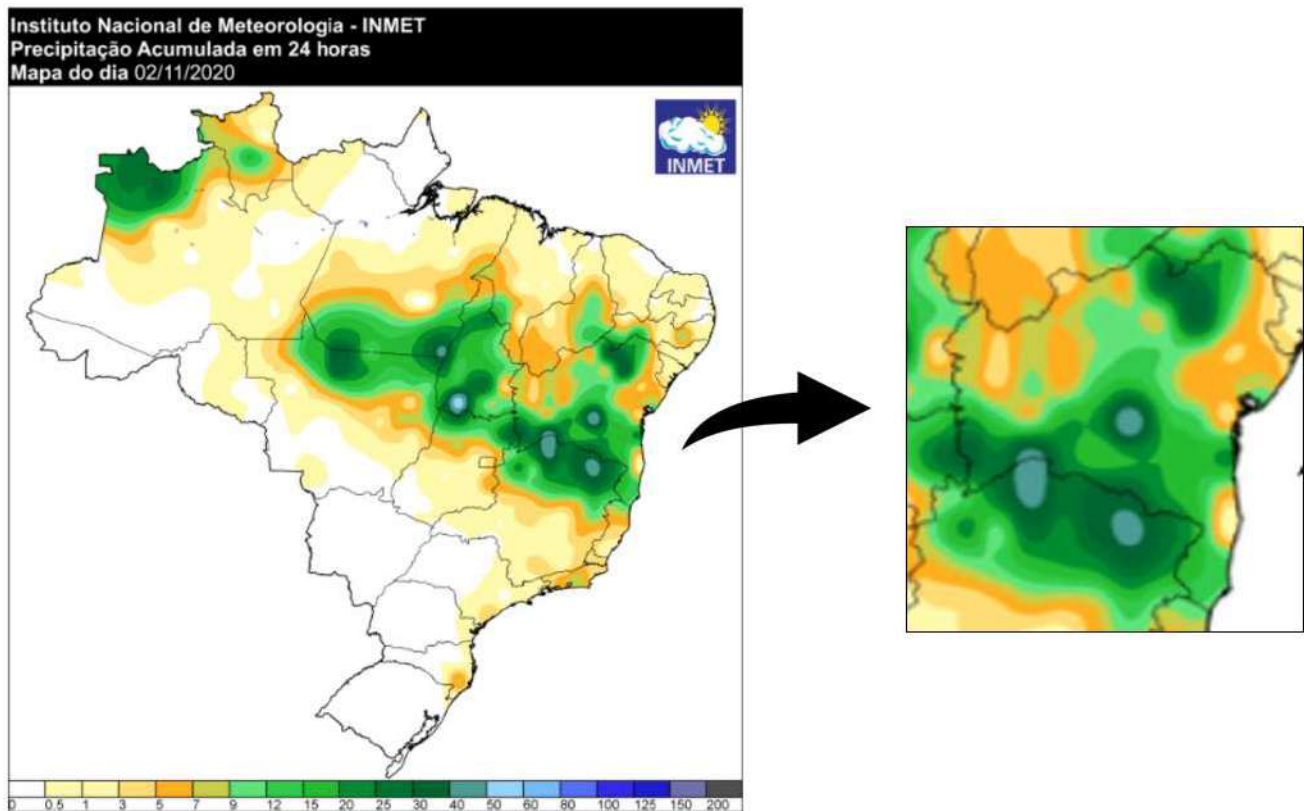 Instituto Nacional de Meteorologia - INMET
Precipitação Acumulada em 24 horas
Mapa do dia 02/11/2020
INMET
0 0.5 1 3 5 7 9 12 15 20 25 30 40 50 60 80 100 125 150 200